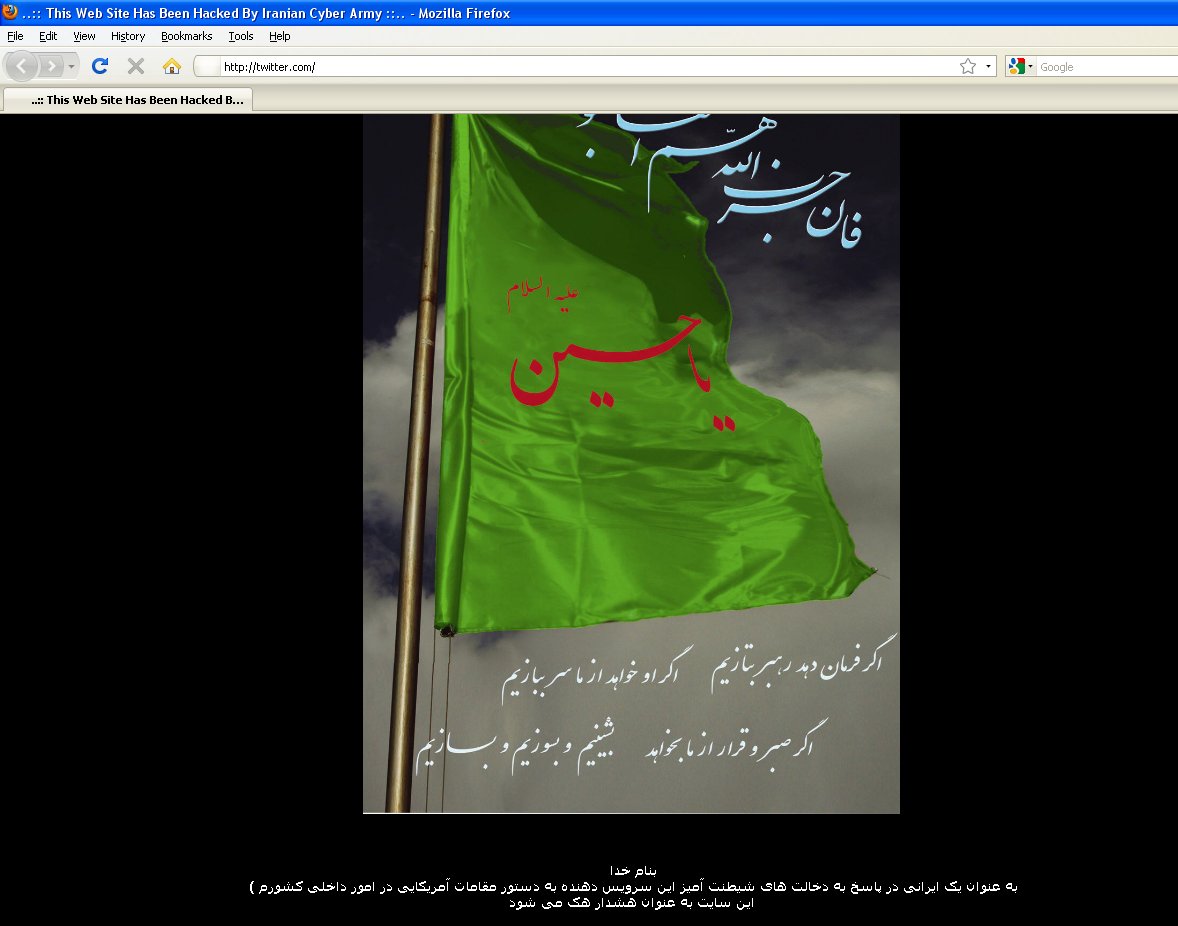 ..:: This Web Site Has Been Hacked By Iranian Cyber Army ::.. - Mozilla Firefox
File Edit View History Bookmarks Tools Help
http://twitter.com/
Google
..:: This Web Site Has Been Hacked B...
فان حزب الله هم
علیه السلام
یا حسین
اگر فرمان دهد رهبر بتازیم اگر او خواهد از ما سر ببازیم
اگر صبر و قرار از ما بخواهد بنشینیم و بسوزیم و بسازیم
بنام خدا
به عنوان یک ایرانی در پاسخ به دخالت های شیطنت آمیز این سرویس دهنده به دستور مقامات آمریکایی در امور داخلی کشورم )
این سایت به عنوان هشدار هک می شود